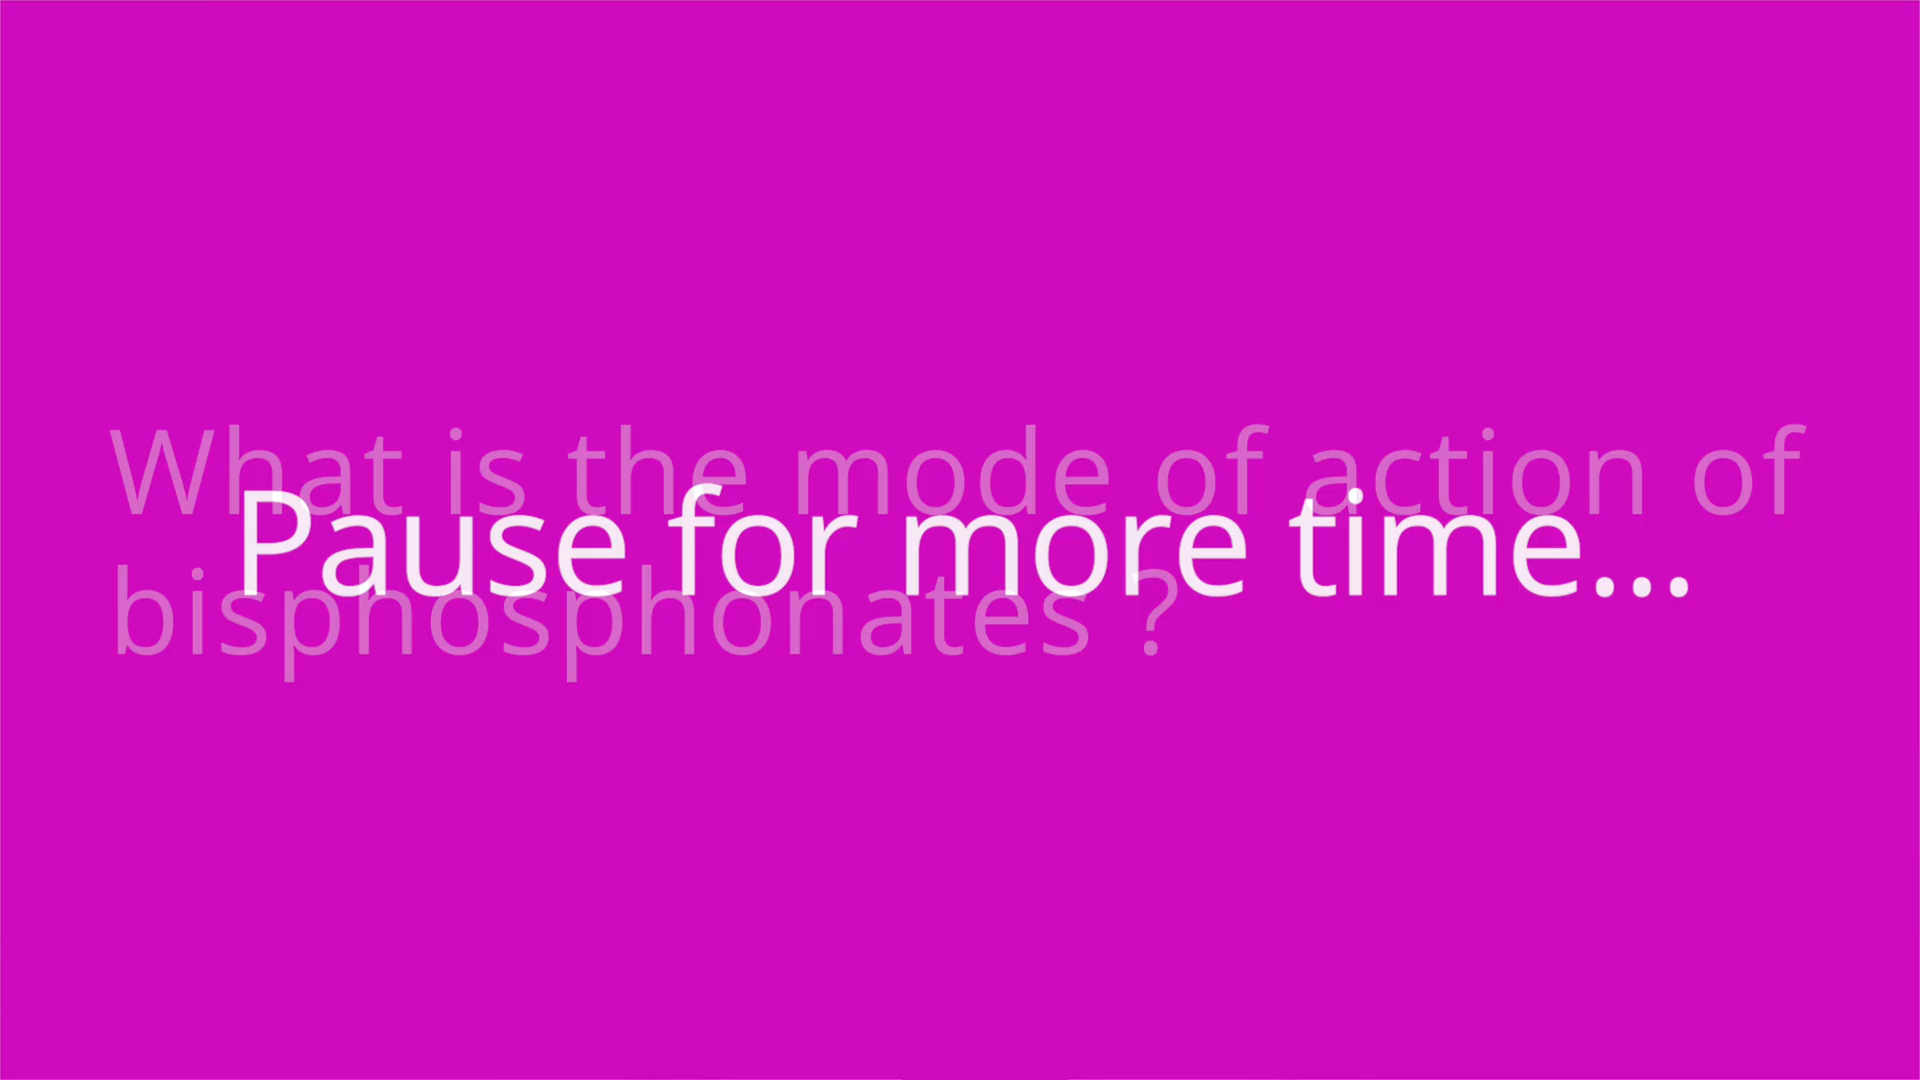 What is the mode of action of
Pause for more time...
bisphosphonates ?